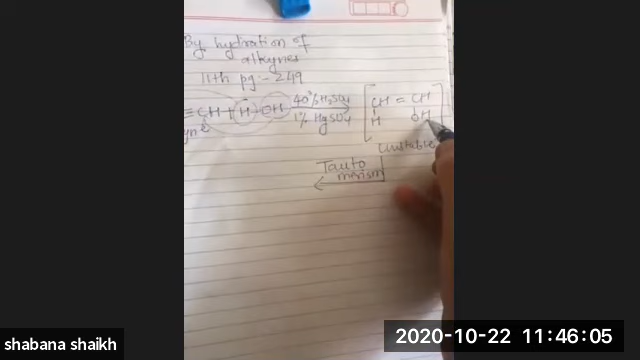 By hydration of
alkynes
11th pg:- 249
≡CH + H - OH 40% H2SO4
1% HgSO4
CH = CH
H OH
Unstable
Tauto
merism
shabana shaikh
2020-10-22 11:46:05